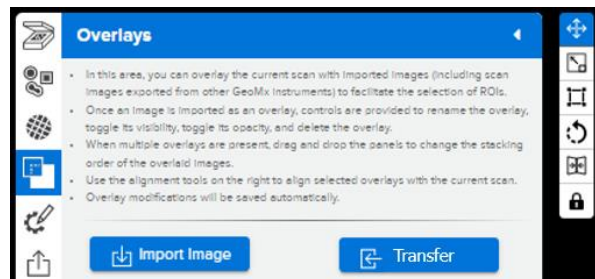 Overlays
• In this area, you can overlay the current scan with imported images (including scan
images exported from other GeoMx instruments) to facilitate the selection of ROIs.
• Once an image is imported as an overlay, controls are provided to rename the overlay,
toggle its visibility, toggle its opacity, and delete the overlay.
• When multiple overlays are present, drag and drop the panels to change the stacking
order of the overlaid images.
• Use the alignment tools on the right to align selected overlays with the current scan.
• Overlay modifications will be saved automatically.
Import Image
Transfer